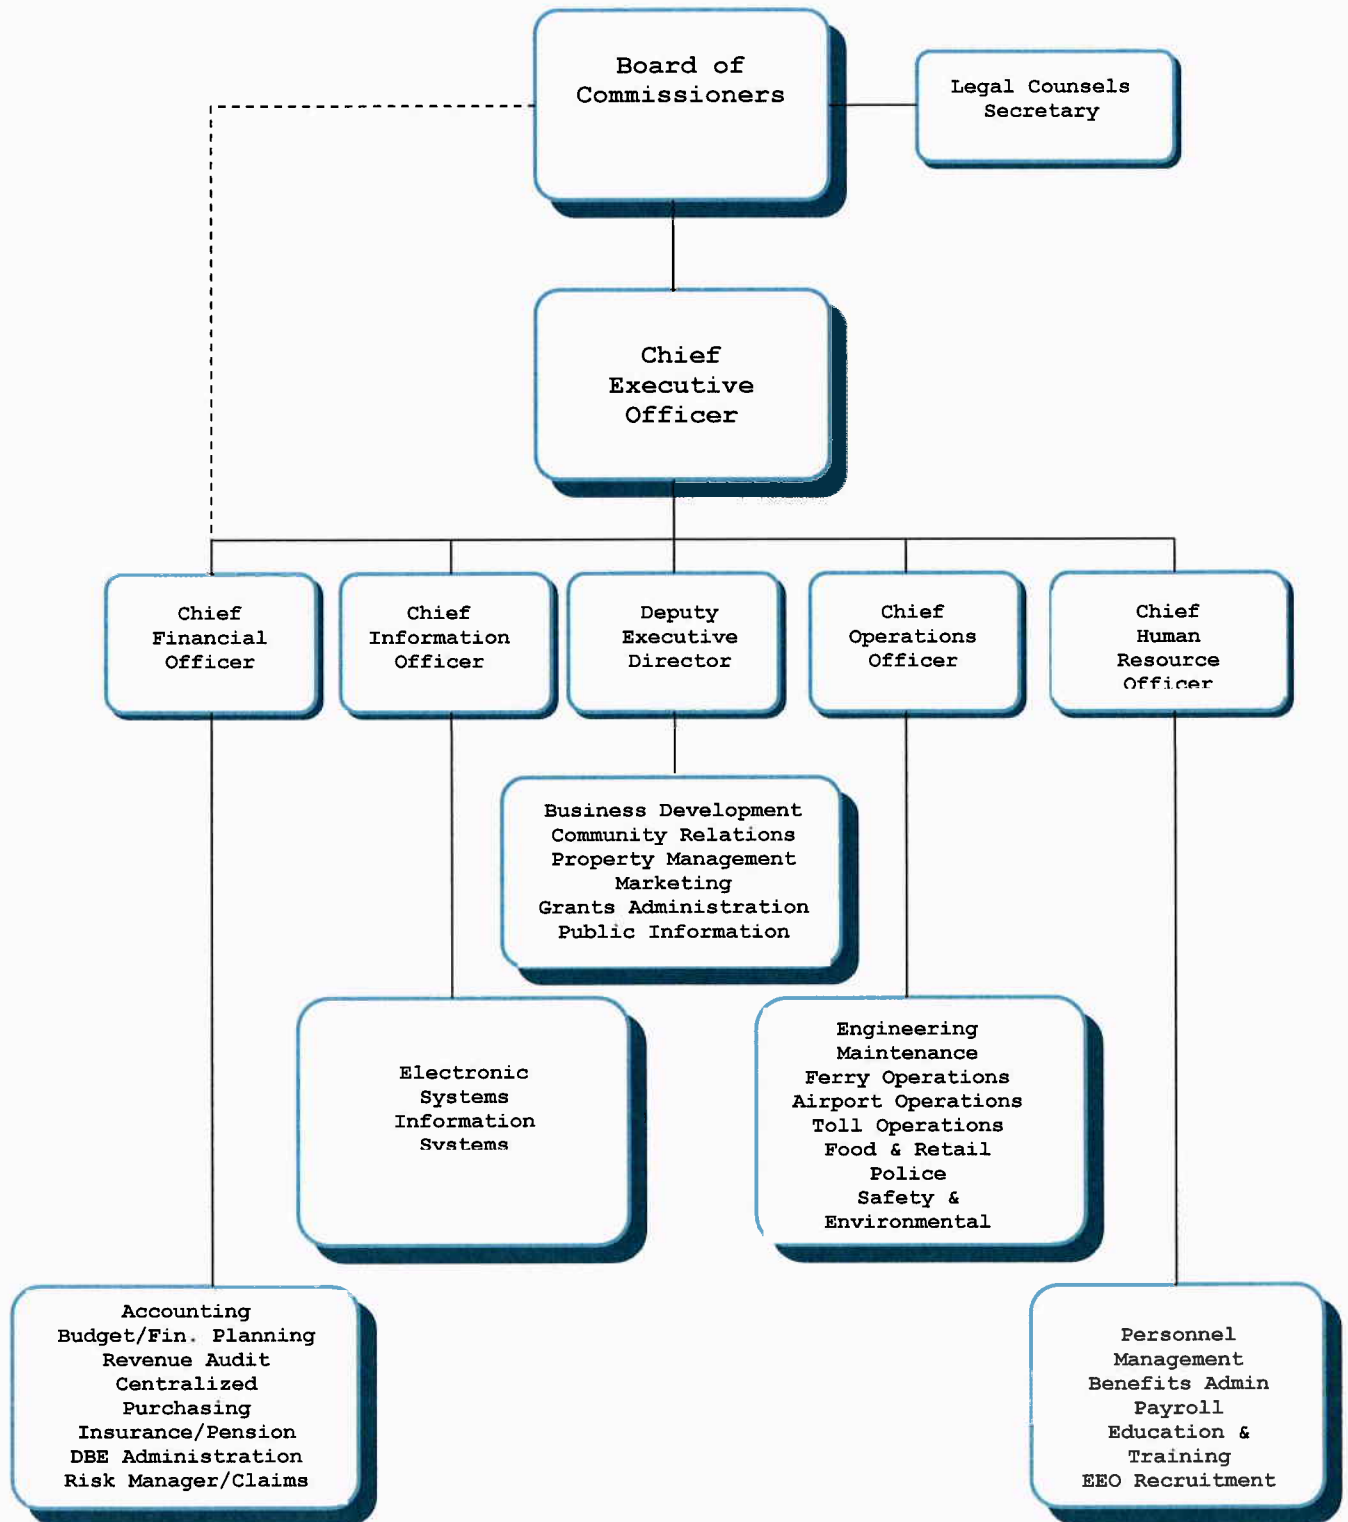 Board of
Commissioners
Legal Counsels
Secretary
Chief
Executive
Officer
Chief
Financial
Officer
Chief
Information
Officer
Deputy
Executive
Director
Chief
Operations
Officer
Chief
Human
Resource
Officer
Business Development
Community Relations
Property Management
Marketing
Grants Administration
Public Information
Electronic
Systems
Information
Systems
Engineering
Maintenance
Ferry Operations
Airport Operations
Toll Operations
Food & Retail
Police
Safety &
Environmental
Accounting
Budget/Fin. Planning
Revenue Audit
Centralized
Purchasing
Insurance/Pension
DBE Administration
Risk Manager/Claims
Personnel
Management
Benefits Admin
Payroll
Education &
Training
EEO Recruitment